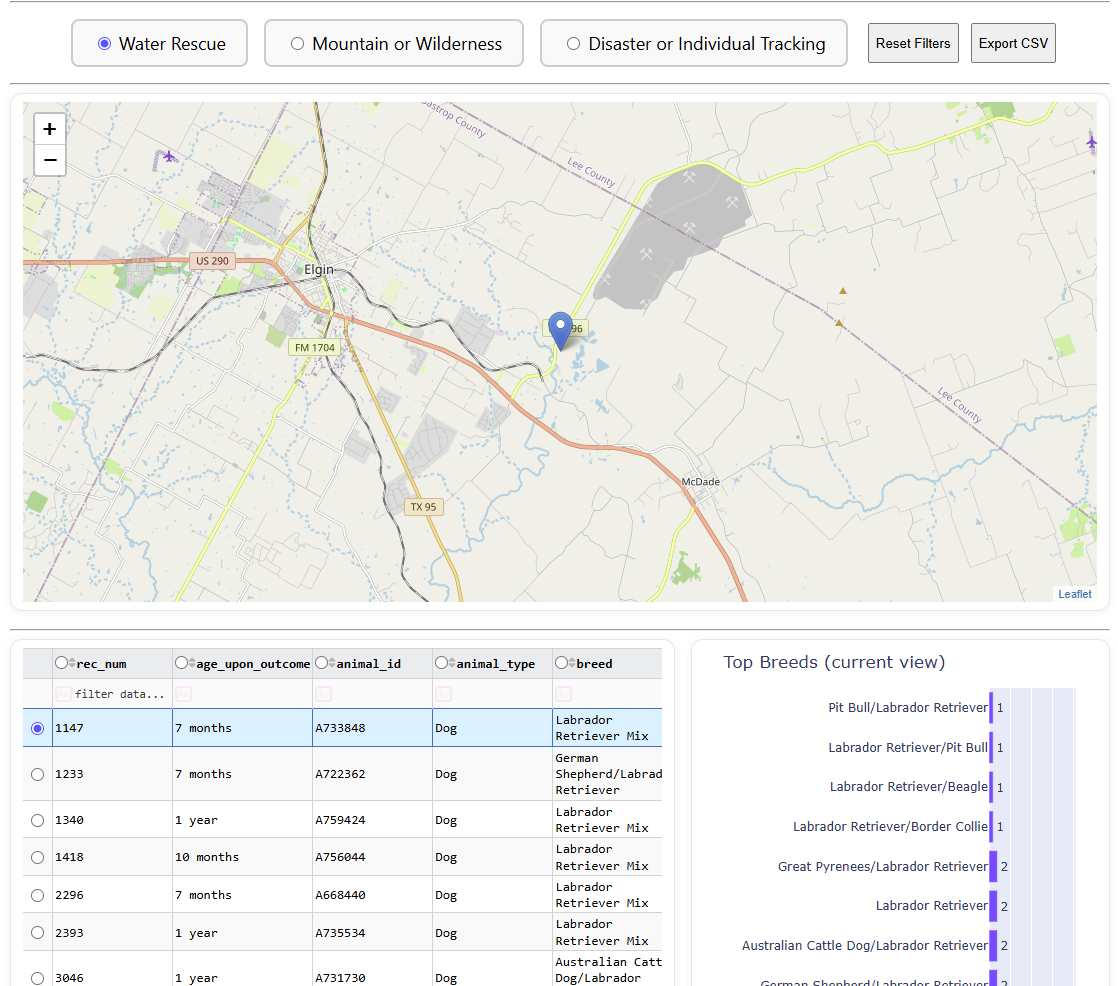 Water Rescue
Mountain or Wilderness
Disaster or Individual Tracking
Reset Filters
Export CSV
+
−
Bastrop County
Lee County
US 290
Elgin
96
FM 1704
Lee County
McDade
TX 95
Leaflet
rec_num age_upon_outcome animal_id animal_type breed
filter data...
1147 7 months A733848 Dog Labrador
Retriever Mix
1233 7 months A722362 Dog German
Shepherd/Labrad
Retriever
1340 1 year A759424 Dog Labrador
Retriever Mix
1418 10 months A756044 Dog Labrador
Retriever Mix
2296 7 months A668440 Dog Labrador
Retriever Mix
2393 1 year A735534 Dog Labrador
Retriever Mix
3046 1 year A731730 Dog Australian Catt
Dog/Labrador
Top Breeds (current view)
Pit Bull/Labrador Retriever 1
Labrador Retriever/Pit Bull 1
Labrador Retriever/Beagle 1
Labrador Retriever/Border Collie 1
Great Pyrenees/Labrador Retriever 2
Labrador Retriever 2
Australian Cattle Dog/Labrador Retriever 2
German Shepherd/Labrador Retriever 2